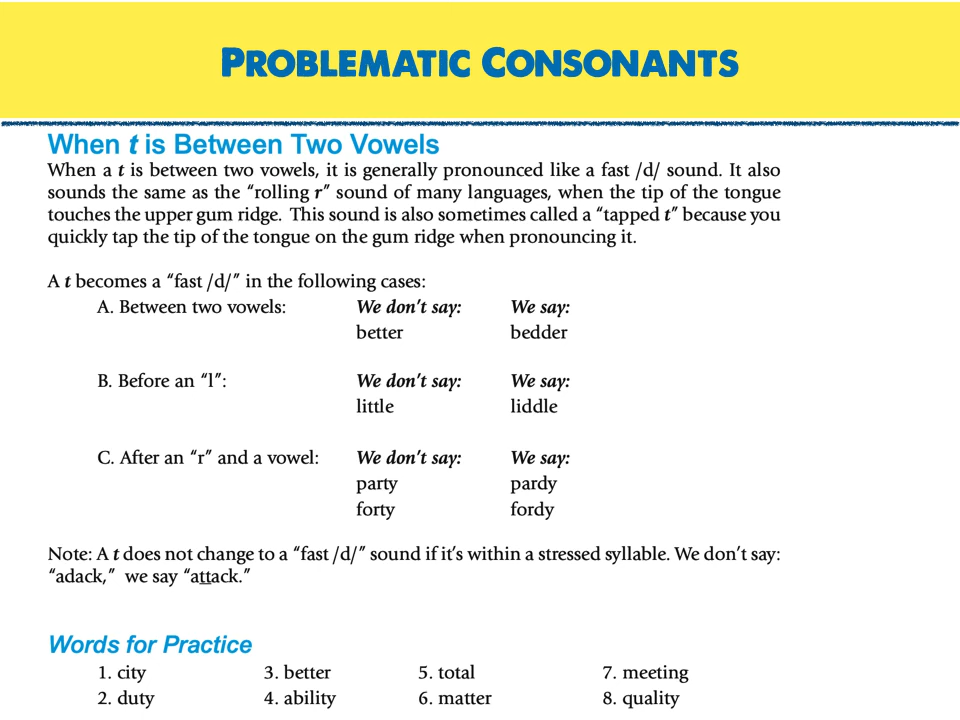 PROBLEMATIC CONSONANTS
When t is Between Two Vowels
When a t is between two vowels, it is generally pronounced like a fast /d/ sound. It also
sounds the same as the “rolling r” sound of many languages, when the tip of the tongue
touches the upper gum ridge. This sound is also sometimes called a “tapped t” because you
quickly tap the tip of the tongue on the gum ridge when pronouncing it.
A t becomes a “fast /d/” in the following cases:
A. Between two vowels: We don’t say: We say:
better bedder
B. Before an “l”: We don’t say: We say:
little liddle
C. After an “r” and a vowel: We don’t say: We say:
party pardy
forty fordy
Note: A t does not change to a “fast /d/” sound if it’s within a stressed syllable. We don’t say:
“adack,” we say “attack.”
Words for Practice
1. city 3. better 5. total 7. meeting
2. duty 4. ability 6. matter 8. quality